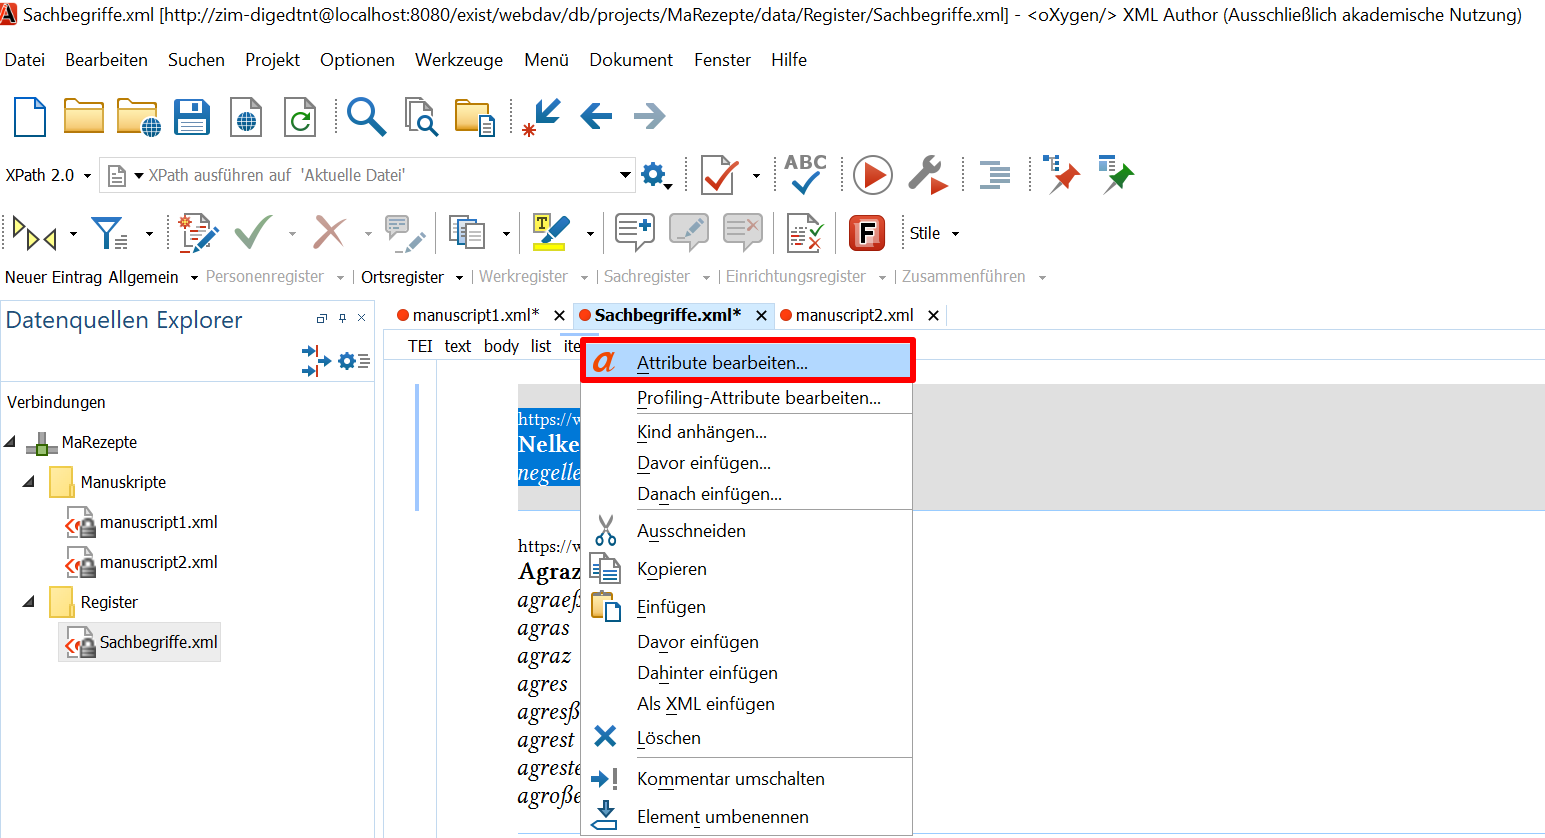 Sachbegriffe.xml [http://zim-digedtnt@localhost:8080/exist/webdav/db/projects/MaRezepte/data/Register/Sachbegriffe.xml] - <oXygen/> XML Author (Ausschließlich akademische Nutzung)
Datei Bearbeiten Suchen Projekt Optionen Werkzeuge Menü Dokument Fenster Hilfe
XPath 2.0 XPath ausführen auf 'Aktuelle Datei' ABC
T F Stile
Neuer Eintrag Allgemein Personenregister Ortsregister Werkregister Sachregister Einrichtungsregister Zusammenführen
Datenquellen Explorer
Verbindungen
MaRezepte
Manuskripte
manuscript1.xml
manuscript2.xml
Register
Sachbegriffe.xml
manuscript1.xml* Sachbegriffe.xml* manuscript2.xml
TEI text body list
Nelke
negelle
Agraz
agraeß
agras
agraz
agres
agresß
agrest
agreste
agroße
a Attribute bearbeiten...
Profiling-Attribute bearbeiten...
Kind anhängen...
Davor einfügen...
Danach einfügen...
Ausschneiden
Kopieren
Einfügen
Davor einfügen
Dahinter einfügen
Als XML einfügen
Löschen
Kommentar umschalten
Element umbenennen